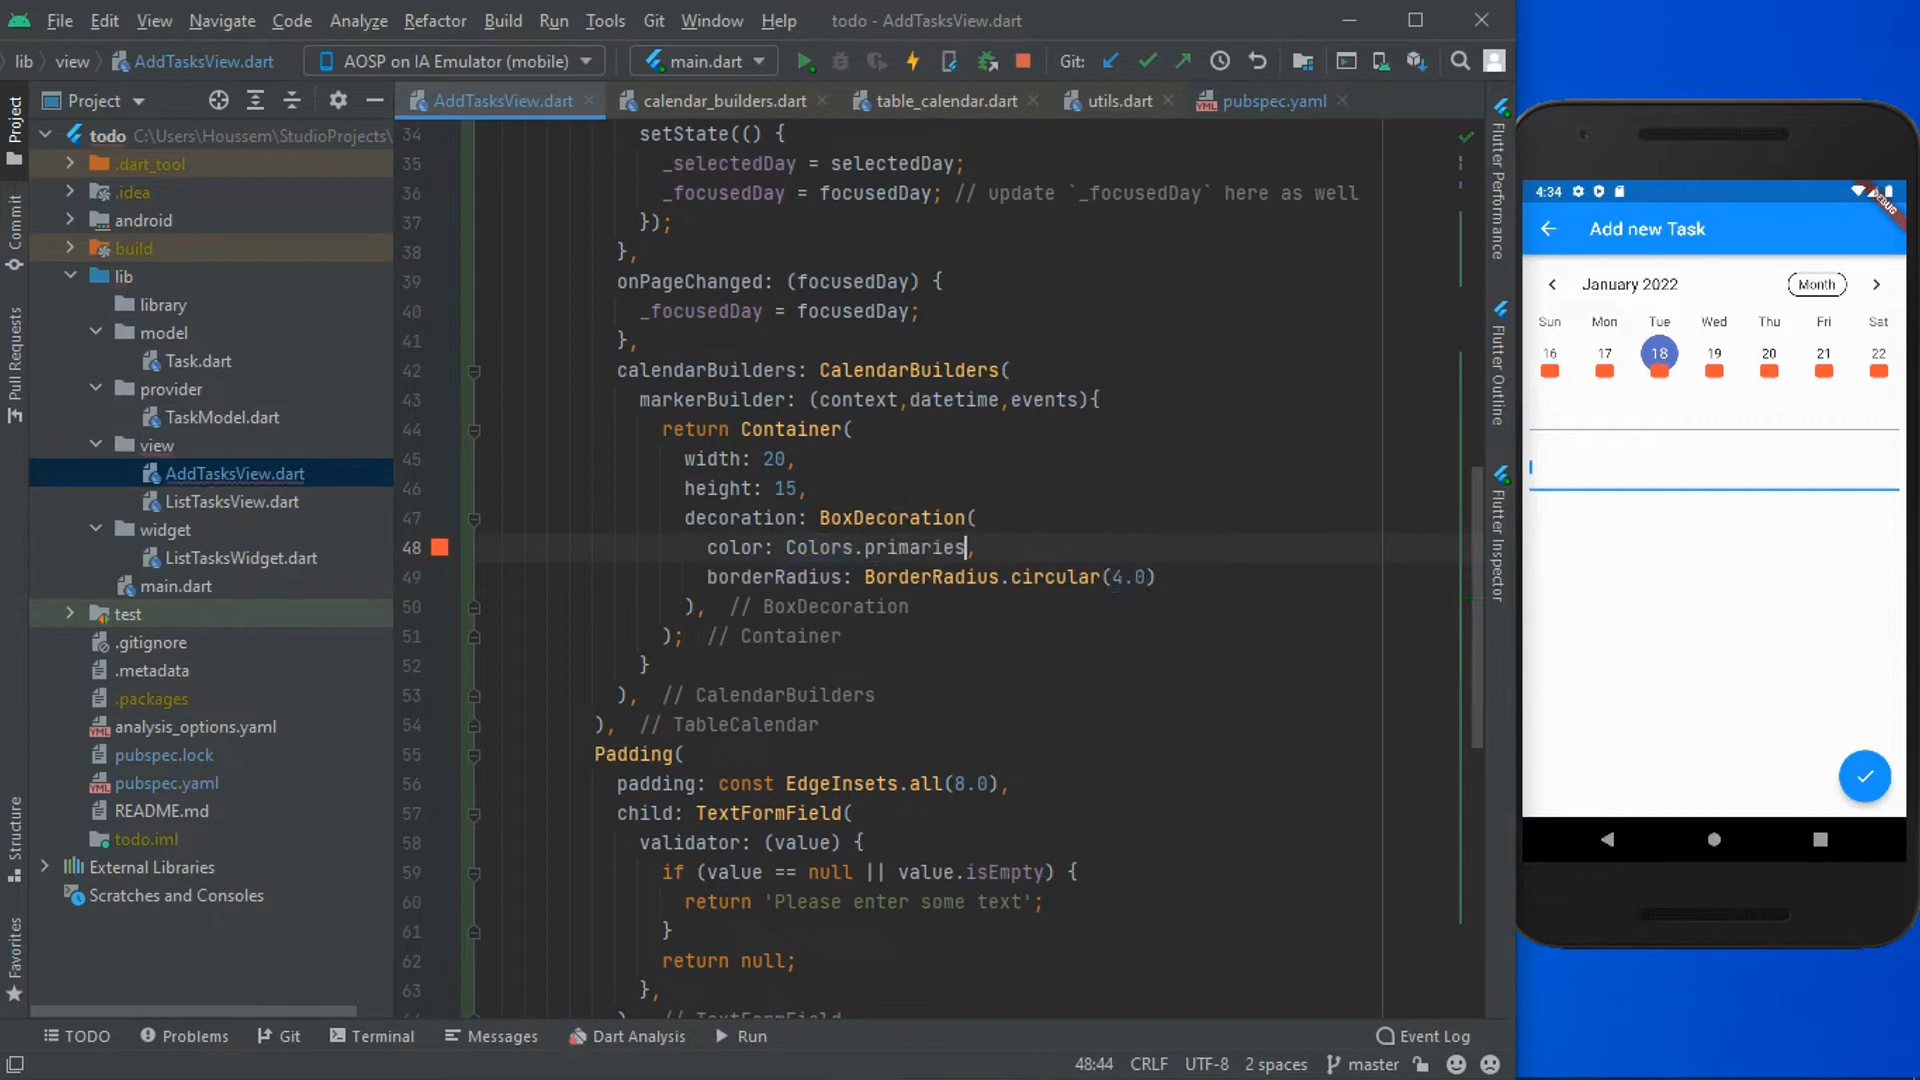 File Edit View Navigate Code Analyze Refactor Build Run Tools Git Window Help todo - AddTasksView.dart
lib view AddTasksView.dart AOSP on IA Emulator (mobile) main.dart Git:
Project AddTasksView.dart calendar_builders.dart table_calendar.dart utils.dart pubspec.yaml
todo C:\Users\Houssem\StudioProjects\
.dart_tool
.idea
android
build
lib
library
model
Task.dart
provider
TaskModel.dart
view
AddTasksView.dart
ListTasksView.dart
widget
ListTasksWidget.dart
main.dart
test
.gitignore
.metadata
.packages
analysis_options.yaml
pubspec.lock
pubspec.yaml
README.md
todo.iml
External Libraries
Scratches and Consoles
Project
Commit
Pull Requests
Structure
Favorites
34 setState(() {
35 _selectedDay = selectedDay;
36 _focusedDay = focusedDay; // update `_focusedDay` here as well
37 });
38 },
39 onPageChanged: (focusedDay) {
40 _focusedDay = focusedDay;
41 },
42 calendarBuilders: CalendarBuilders(
43 markerBuilder: (context,datetime,events){
44 return Container(
45 width: 20,
46 height: 15,
47 decoration: BoxDecoration(
48 color: Colors.primaries,
49 borderRadius: BorderRadius.circular(4.0)
50 ), // BoxDecoration
51 ); // Container
52 }
53 ), // CalendarBuilders
54 ), // TableCalendar
55 Padding(
56 padding: const EdgeInsets.all(8.0),
57 child: TextFormField(
58 validator: (value) {
59 if (value == null || value.isEmpty) {
60 return 'Please enter some text';
61 }
62 return null;
63 },
) // TextFormField
Flutter Performance
Flutter Outline
Flutter Inspector
4:34
DEBUG
Add new Task
January 2022 Month
Sun Mon Tue Wed Thu Fri Sat
16 17 18 19 20 21 22
TODO Problems Git Terminal Messages Dart Analysis Run Event Log
48:44 CRLF UTF-8 2 spaces master